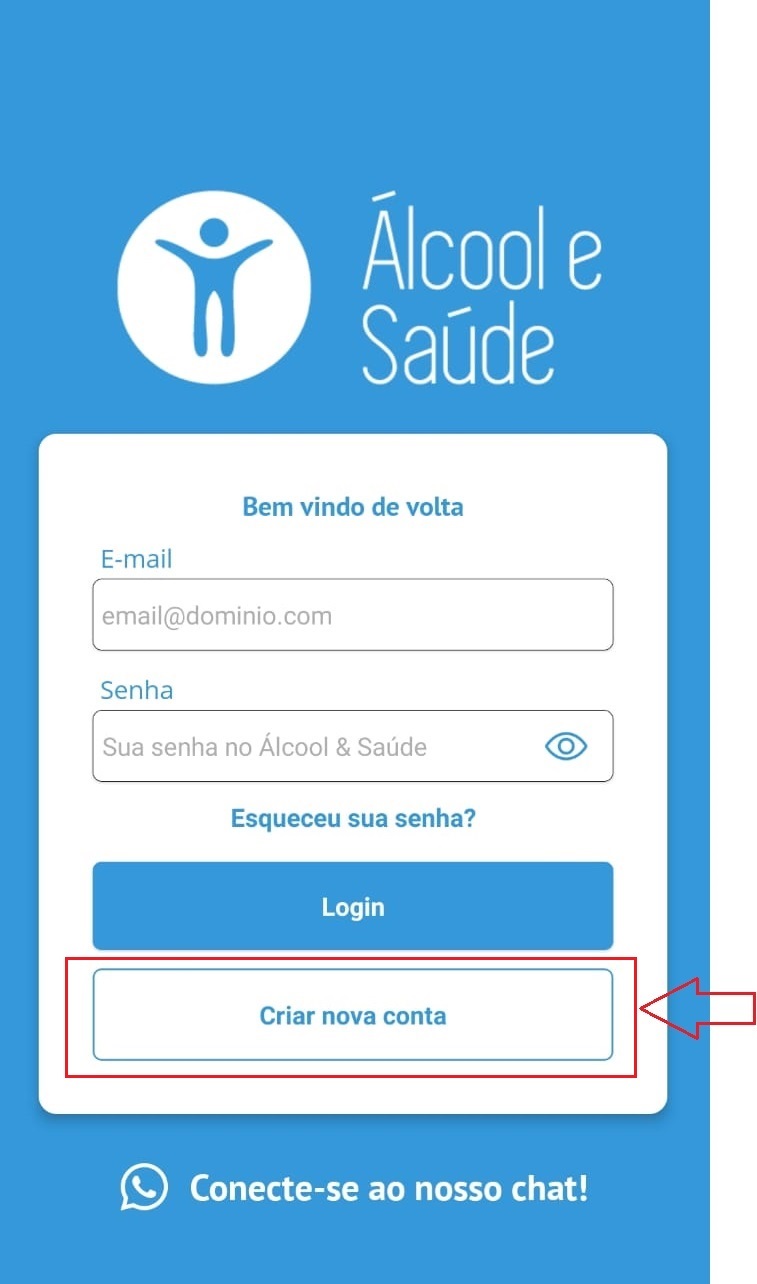 Álcool e
Saúde
Bem vindo de volta
E-mail
email@dominio.com
Senha
Sua senha no Álcool & Saúde
Esqueceu sua senha?
Login
Criar nova conta
Conecte-se ao nosso chat!